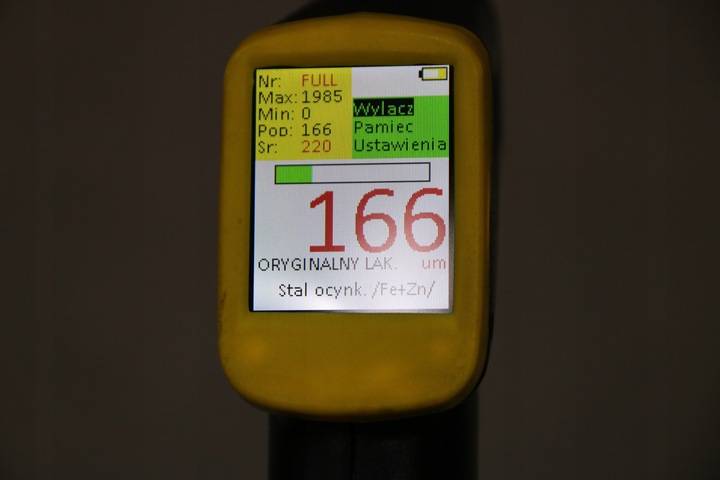 Nr: FULL
Max: 1985
Min: 0
Pop: 166
Sr: 220
Wylacz
Pamiec
Ustawienia
166
um
ORYGINALNY LAK.
Stal ocynk. /Fe+Zn/